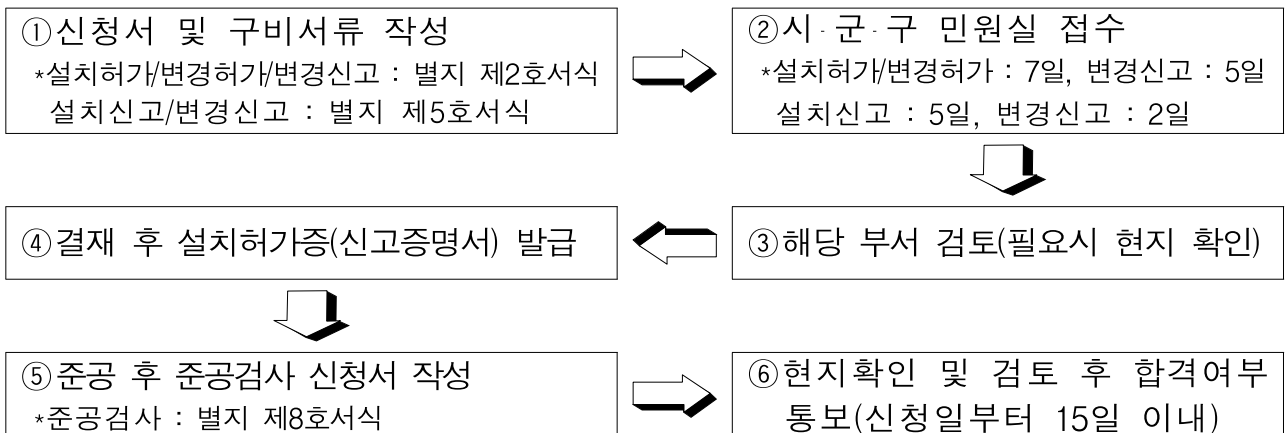 ①신청서 및 구비서류 작성
*설치허가/변경허가/변경신고 : 별지 제2호서식
설치신고/변경신고 : 별지 제5호서식
②시·군·구 민원실 접수
*설치허가/변경허가 : 7일, 변경신고 : 5일
설치신고 : 5일, 변경신고 : 2일
③해당 부서 검토(필요시 현지 확인)
④결재 후 설치허가증(신고증명서) 발급
⑤준공 후 준공검사 신청서 작성
*준공검사 : 별지 제8호서식
⑥현지확인 및 검토 후 합격여부
통보(신청일부터 15일 이내)